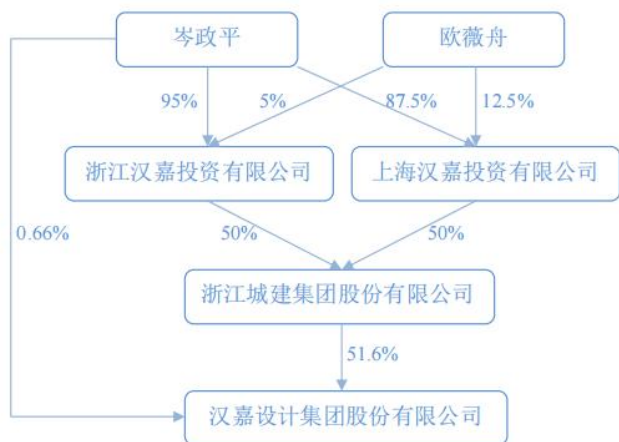 岑政平
欧薇舟
95%
5%
87.5%
12.5%
浙江汉嘉投资有限公司
上海汉嘉投资有限公司
0.66%
50%
50%
浙江城建集团股份有限公司
51.6%
汉嘉设计集团股份有限公司